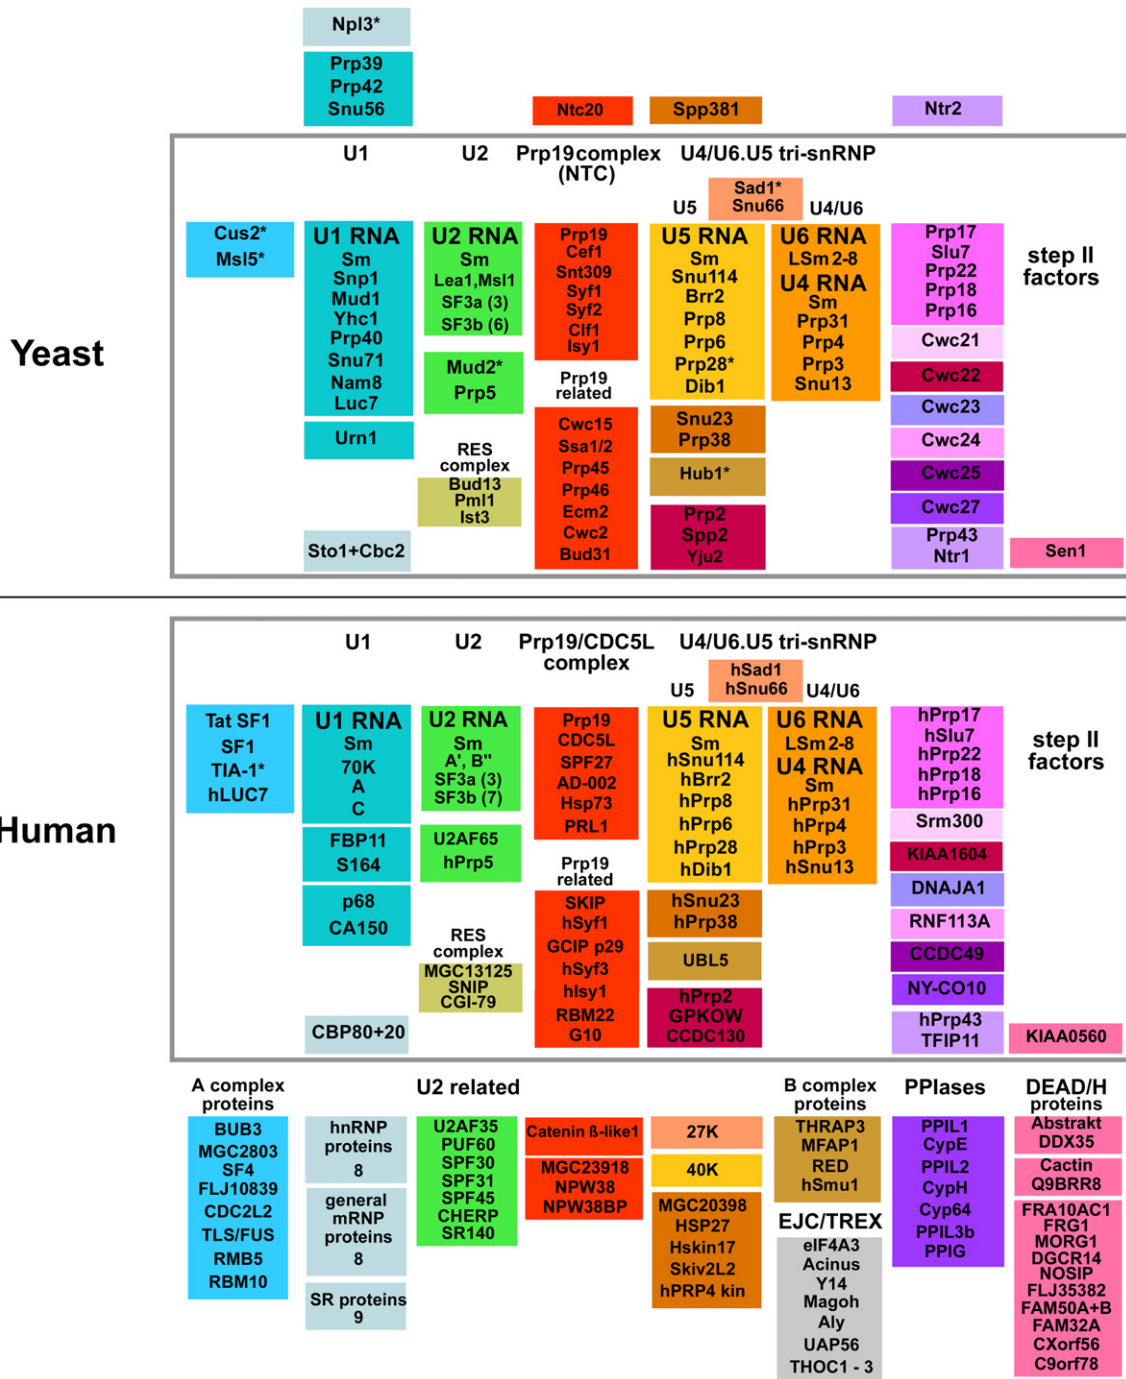 Npl3*
Prp39
Prp42
Snu56
Ntc20
Spp381
Ntr2
Yeast
U1
U2
Prp19complex
(NTC)
U4/U6.U5 tri-snRNP
Sad1*
Snu66
U5
U4/U6
step II
factors
Cus2*
Msl5*
U1 RNA
Sm
Snp1
Mud1
Yhc1
Prp40
Snu71
Nam8
Luc7
Urn1
Sto1+Cbc2
U2 RNA
Sm
Lea1,Msl1
SF3a (3)
SF3b (6)
Mud2*
Prp5
RES
complex
Bud13
Pml1
Ist3
Prp19
Cef1
Snt309
Syf1
Syf2
Clf1
Isy1
Prp19
related
Cwc15
Ssa1/2
Prp45
Prp46
Ecm2
Cwc2
Bud31
U5 RNA
Sm
Snu114
Brr2
Prp8
Prp6
Prp28*
Dib1
Snu23
Prp38
Hub1*
Prp2
Spp2
Yju2
U6 RNA
LSm 2-8
U4 RNA
Sm
Prp31
Prp4
Prp3
Snu13
Prp17
Slu7
Prp22
Prp18
Prp16
Cwc21
Cwc22
Cwc23
Cwc24
Cwc25
Cwc27
Prp43
Ntr1
Sen1
Human
U1
U2
Prp19/CDC5L
complex
U4/U6.U5 tri-snRNP
hSad1
hSnu66
U5
U4/U6
step II
factors
Tat SF1
SF1
TIA-1*
hLUC7
U1 RNA
Sm
70K
A
C
FBP11
S164
p68
CA150
CBP80+20
U2 RNA
Sm
A', B"
SF3a (3)
SF3b (7)
U2AF65
hPrp5
RES
complex
MGC13125
SNIP
CGI-79
Prp19
CDC5L
SPF27
AD-002
Hsp73
PRL1
Prp19
related
SKIP
hSyf1
GCIP p29
hSyf3
hIsy1
RBM22
G10
U5 RNA
Sm
hSnu114
hBrr2
hPrp8
hPrp6
hPrp28
hDib1
hSnu23
hPrp38
UBL5
hPrp2
GPKOW
CCDC130
U6 RNA
LSm 2-8
U4 RNA
Sm
hPrp31
hPrp4
hPrp3
hSnu13
hPrp17
hSlu7
hPrp22
hPrp18
hPrp16
Srm300
KIAA1604
DNAJA1
RNF113A
CCDC49
NY-CO10
hPrp43
TFIP11
KIAA0560
A complex
proteins
BUB3
MGC2803
SF4
FLJ10839
CDC2L2
TLS/FUS
RMB5
RBM10
hnRNP
proteins
8
general
mRNP
proteins
8
SR proteins
9
U2 related
U2AF35
PUF60
SPF30
SPF31
SPF45
CHERP
SR140
Catenin ß-like1
MGC23918
NPW38
NPW38BP
27K
40K
MGC20398
HSP27
Hskin17
Skiv2L2
hPRP4 kin
B complex
proteins
THRAP3
MFAP1
RED
hSmu1
EJC/TREX
eIF4A3
Acinus
Y14
Magoh
Aly
UAP56
THOC1 - 3
PPIases
PPIL1
CypE
PPIL2
CypH
Cyp64
PPIL3b
PPIG
DEAD/H
proteins
Abstrakt
DDX35
Cactin
Q9BRR8
FRA10AC1
FRG1
MORG1
DGCR14
NOSIP
FLJ35382
FAM50A+B
FAM32A
CXorf56
C9orf78